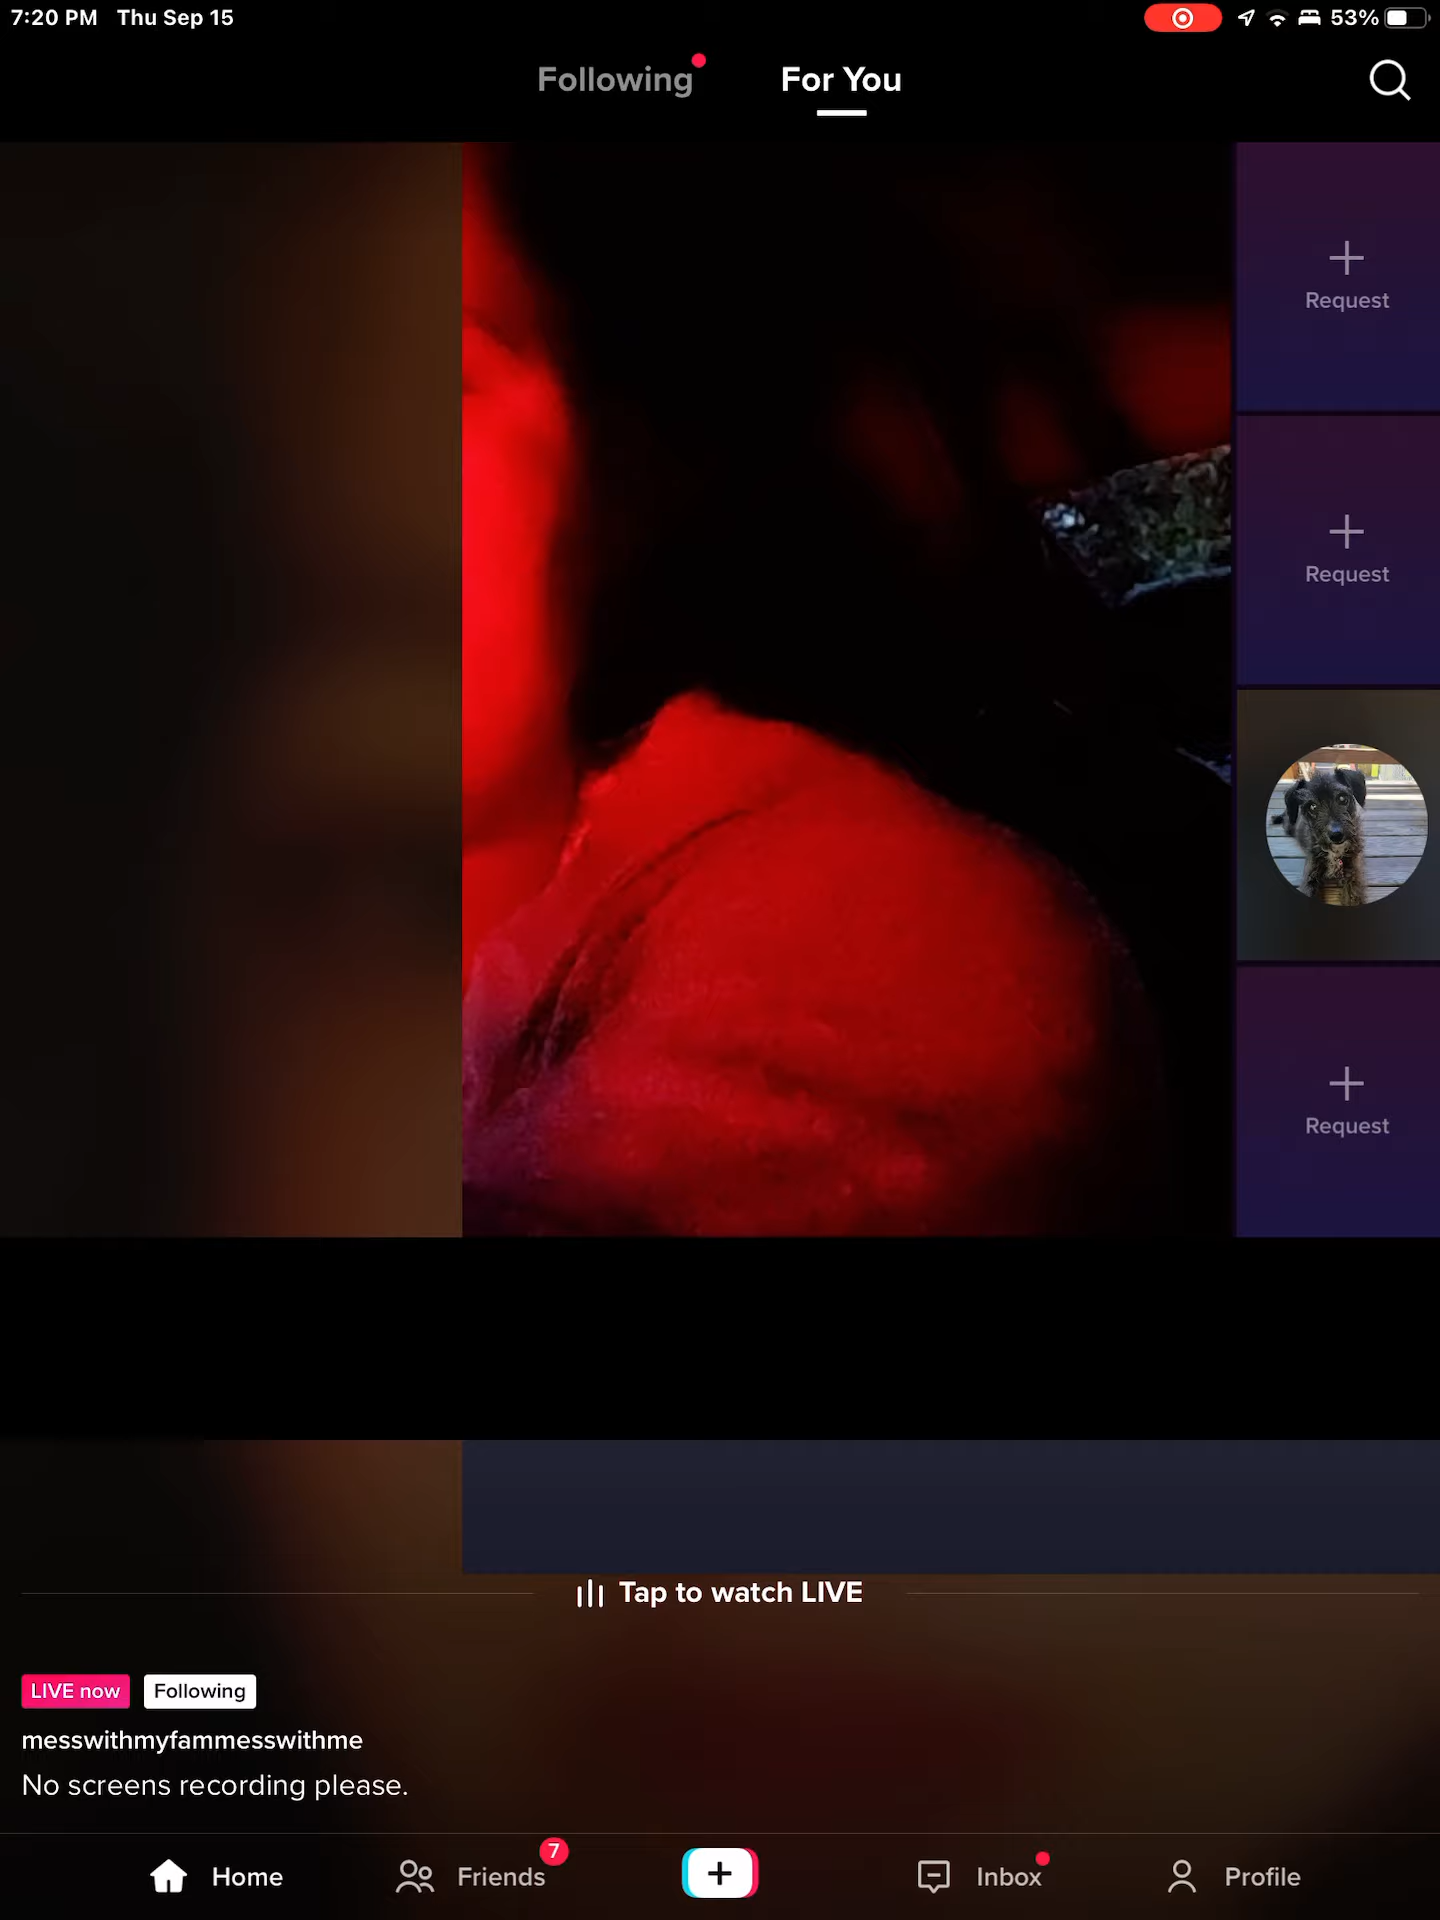 7:20 PM Thu Sep 15
53%
Following
For You
Request
Request
Request
Tap to watch LIVE
LIVE now
Following
messwithmyfammesswithme
No screens recording please.
Home
Friends
7
Inbox
Profile